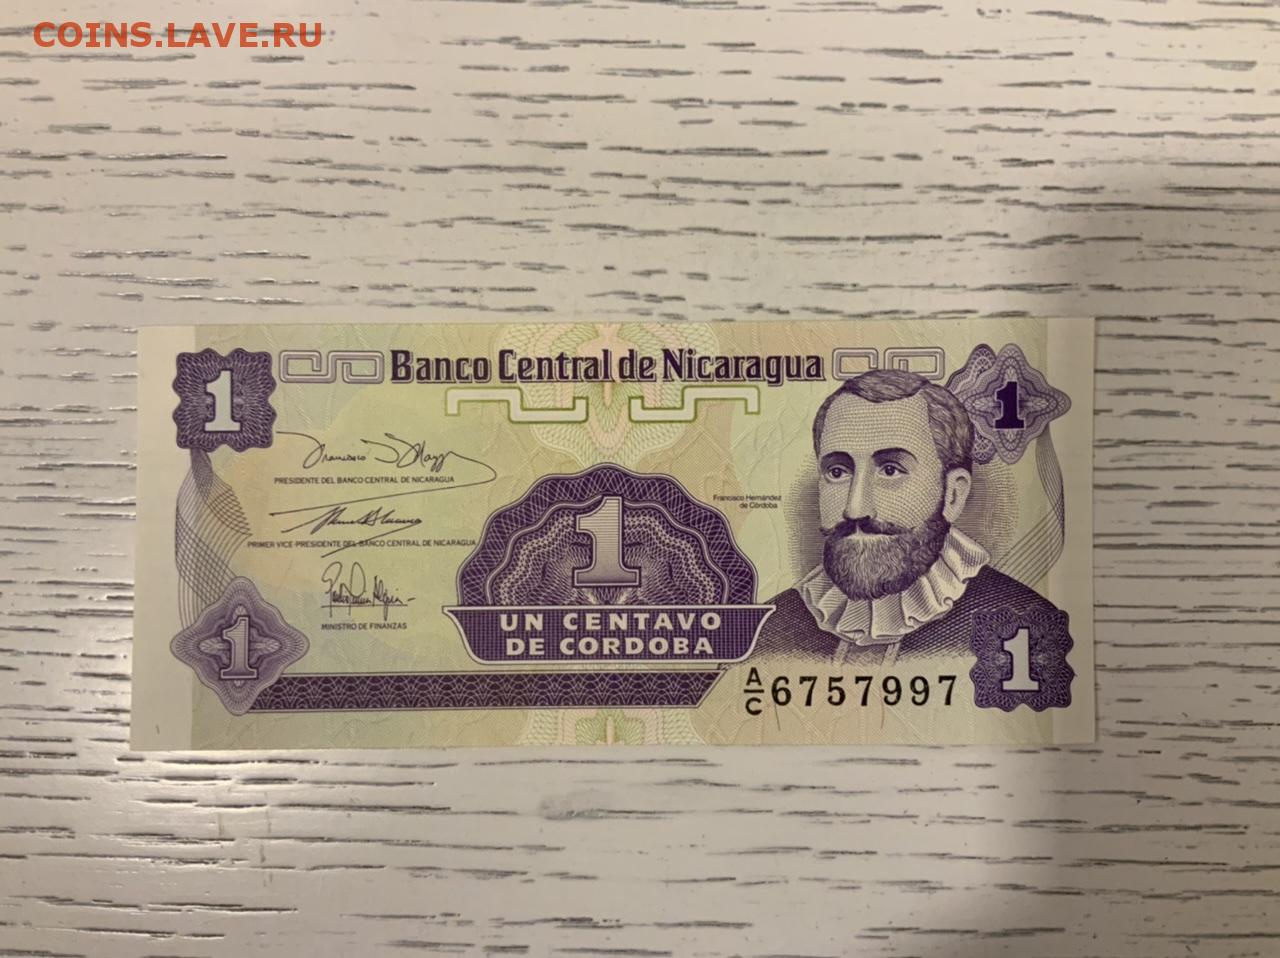 COINS.LAVE.RU
1
Banco Central de Nicaragua
1
PRESIDENTE DEL BANCO CENTRAL DE NICARAGUA
Francisco Hernández
de Córdoba
1
PRIMER VICE-PRESIDENTE DEL BANCO CENTRAL DE NICARAGUA
MINISTRO DE FINANZAS
UN CENTAVO
DE CORDOBA
1
1
A/C 6757997